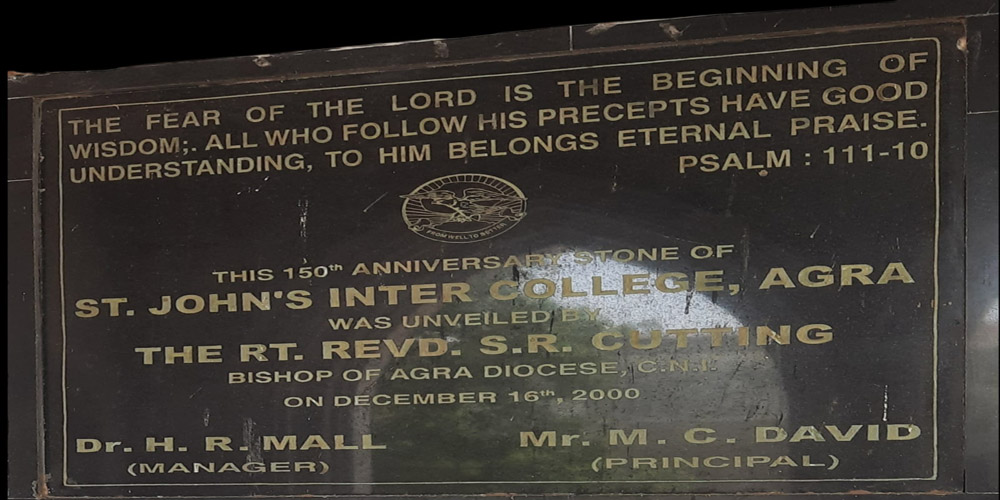 THE FEAR OF THE LORD IS THE BEGINNING OF
WISDOM;. ALL WHO FOLLOW HIS PRECEPTS HAVE GOOD
UNDERSTANDING, TO HIM BELONGS ETERNAL PRAISE.
PSALM : 111-10
FROM WELL TO BETTER
THIS 150th ANNIVERSARY STONE OF
ST. JOHN'S INTER COLLEGE, AGRA
WAS UNVEILED BY
THE RT. REVD. S.R. CUTTING
BISHOP OF AGRA DIOCESE, C.N.I.
ON DECEMBER 16th, 2000
Dr. H. R. MALL Mr. M. C. DAVID
(MANAGER) (PRINCIPAL)